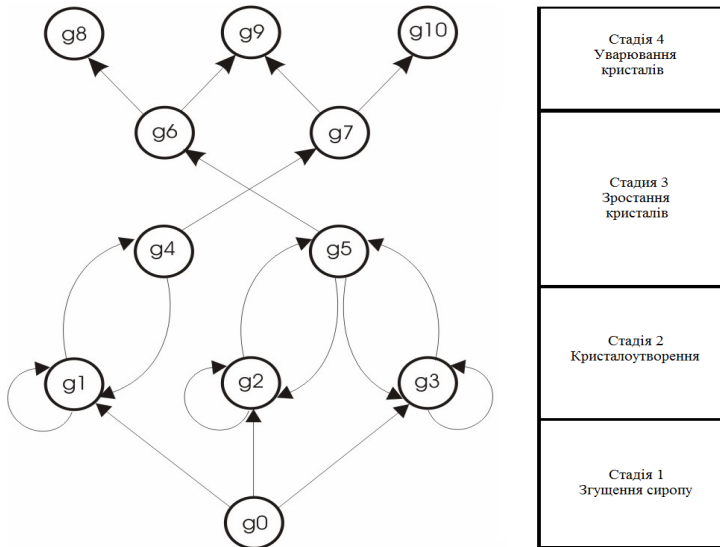 g8
g9
g10
Стадія 4
Уварювання
кристалів
g6
g7
Стадия 3
Зростання
кристалів
g4
g5
g1
g2
g3
Стадія 2
Кристалоутворення
g0
Стадія 1
Згущення сиропу